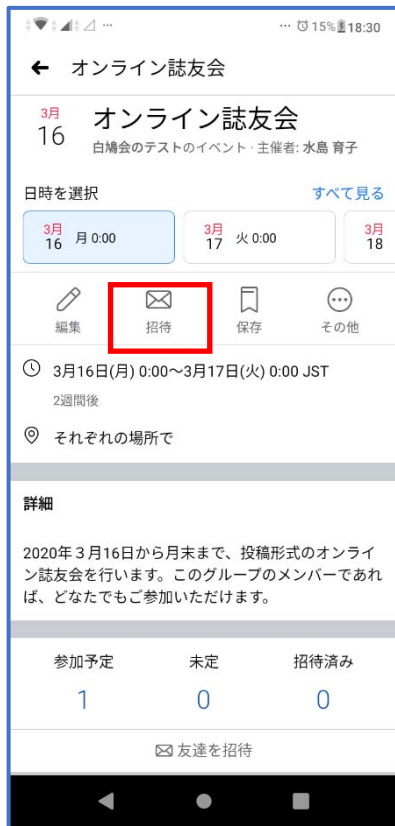 … 15% 18:30
← オンライン誌友会
3月
16
オンライン誌友会
白鳩会のテストのイベント · 主催者: 水島 育子
日時を選択 すべて見る
3月
16 月 0:00
3月
17 火 0:00
3月
18
編集 招待 保存 その他
3月16日(月) 0:00〜3月17日(火) 0:00 JST
2週間後
それぞれの場所で
詳細
2020年３月16日から月末まで、投稿形式のオンライ
ン誌友会を行います。このグループのメンバーであれ
ば、どなたでもご参加いただけます。
参加予定 未定 招待済み
1 0 0
友達を招待